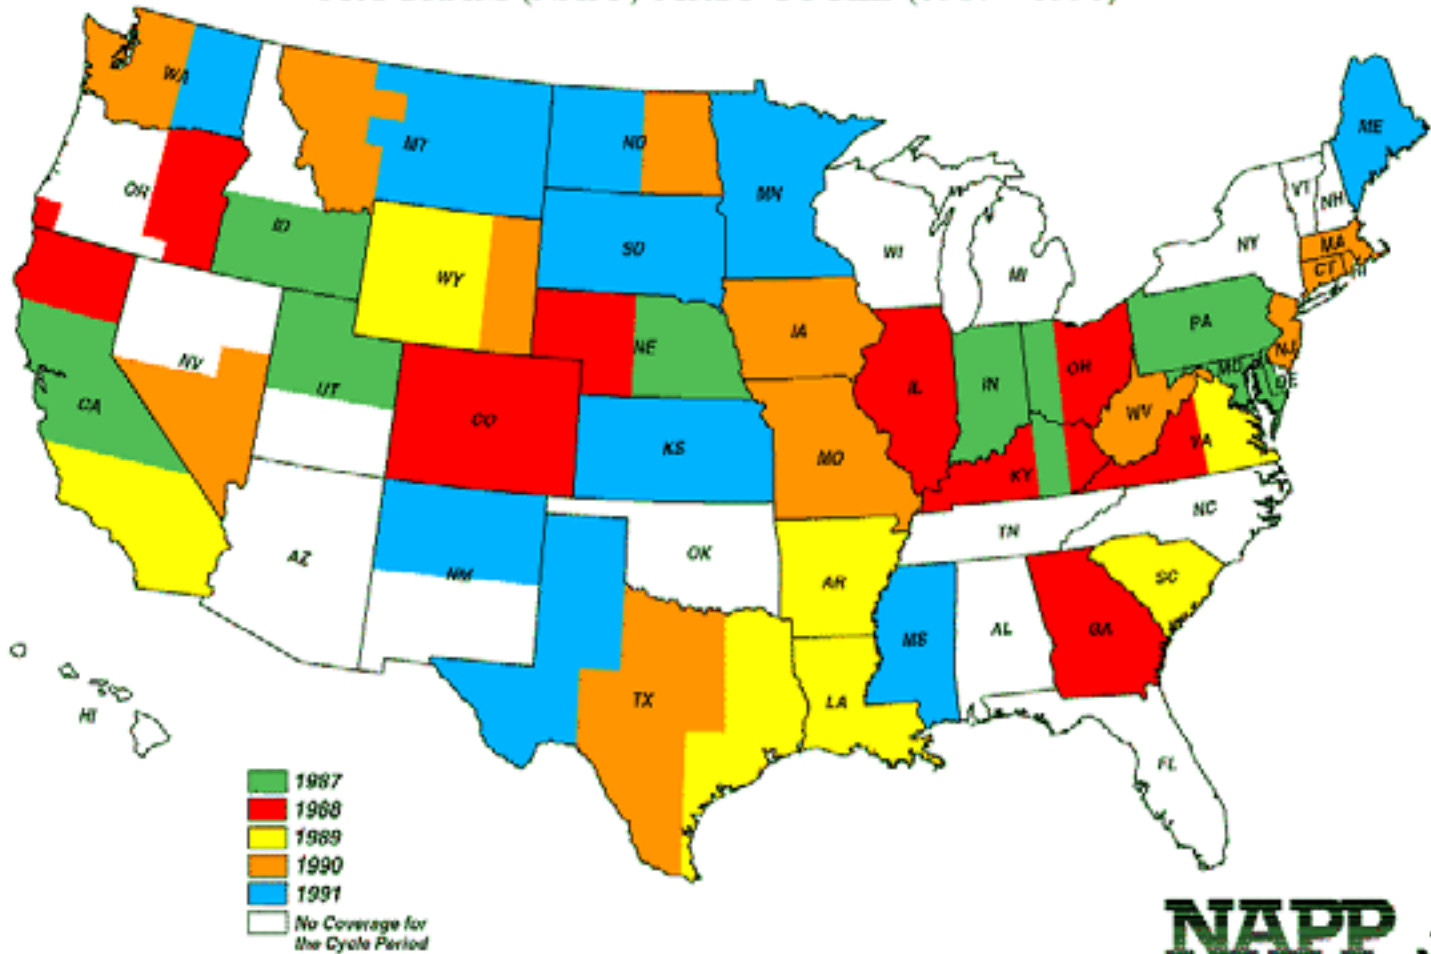 WA
MT
ND
MN
ME
OR
ID
WY
SD
WI
MI
MI
NY
VT
NH
MA
CT
RI
NV
UT
CA
CO
NE
IA
IL
IN
OH
PA
NJ
MD
DE
WV
VA
KY
KS
MO
AZ
NM
OK
AR
TN
NC
SC
MS
AL
GA
TX
LA
FL
HI
1987
1988
1989
1990
1991
No Coverage for
the Cycle Period
NAPP